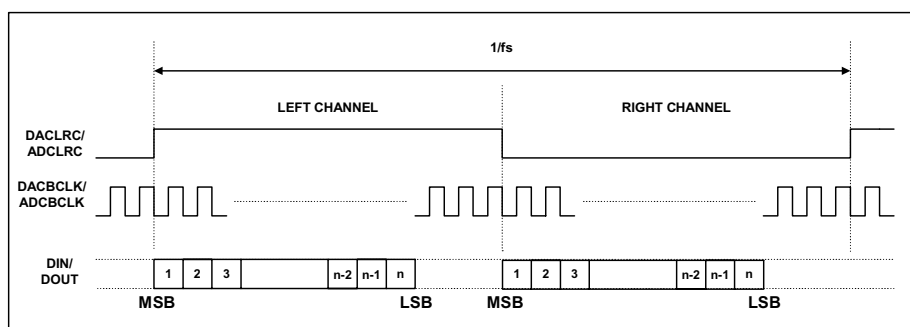 1/fs
LEFT CHANNEL
RIGHT CHANNEL
DACLRC/
ADCLRC
DACBCLK/
ADCBCLK
DIN/
DOUT
1 2 3 n-2 n-1 n 1 2 3 n-2 n-1 n
MSB LSB MSB LSB